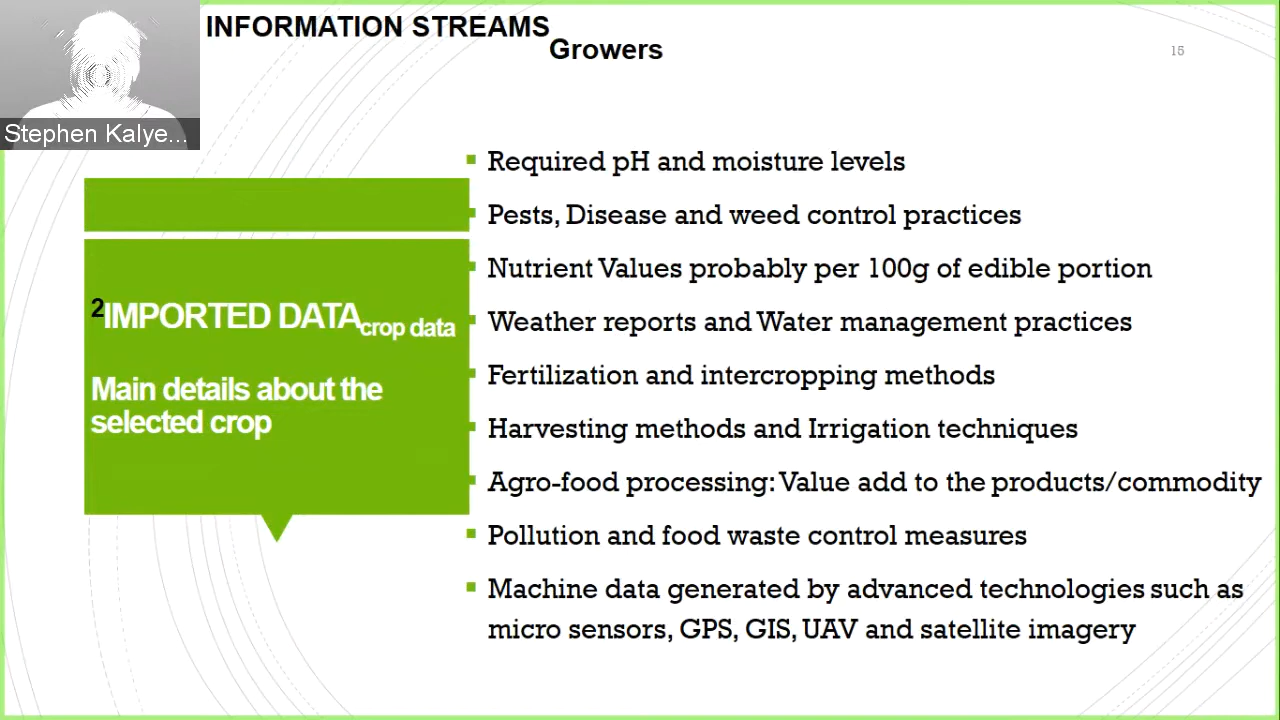 INFORMATION STREAMS
Growers
15
Stephen Kalye...
2IMPORTED DATAcrop data
Main details about the
selected crop
Required pH and moisture levels
Pests, Disease and weed control practices
Nutrient Values probably per 100g of edible portion
Weather reports and Water management practices
Fertilization and intercropping methods
Harvesting methods and Irrigation techniques
Agro-food processing: Value add to the products/commodity
Pollution and food waste control measures
Machine data generated by advanced technologies such as
micro sensors, GPS, GIS, UAV and satellite imagery